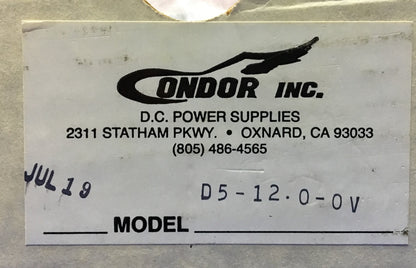 CONDOR INC.
D.C. POWER SUPPLIES
2311 STATHAM PKWY. • OXNARD, CA 93033
(805) 486-4565
JUL 19
D5-12.0-OV
MODEL